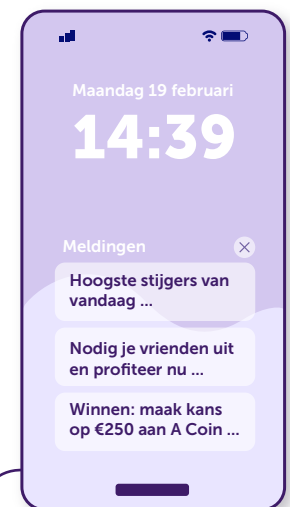 Maandag 19 februari
14:39
Meldingen
Hoogste stijgers van
vandaag ...
Nodig je vrienden uit
en profiteer nu ...
Winnen: maak kans
op €250 aan A Coin ...